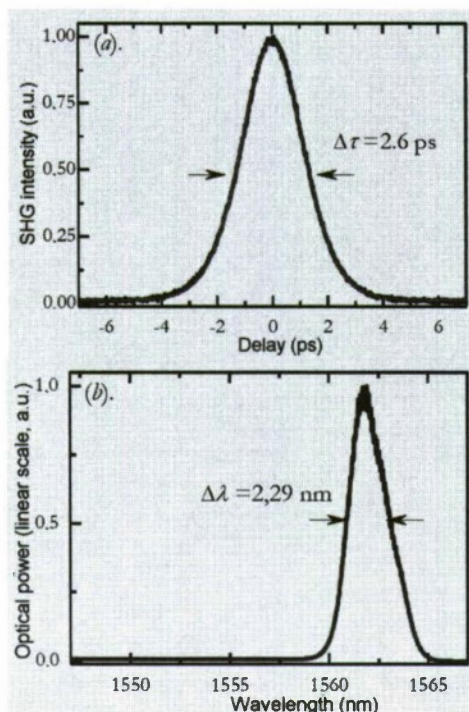 (a).
1.00
0.75
0.50
0.25
0.00
SHG intensity (a.u.)
Δτ=2.6 ps
-6 -4 -2 0 2 4 6
Delay (ps)
(b).
1.0
0.5
0.0
Optical power (linear scale, a.u.)
Δλ =2,29 nm
1550 1555 1560 1565
Wavelength (nm)